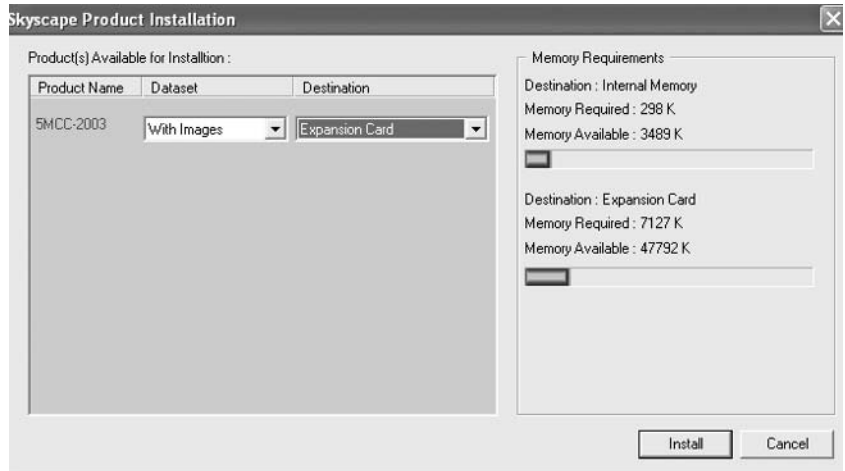 Skyscape Product Installation
Product(s) Available for Installtion :
Product Name Dataset Destination
5MCC-2003 With Images Expansion Card
Memory Requirements
Destination : Internal Memory
Memory Required : 298 K
Memory Available : 3489 K
Destination : Expansion Card
Memory Required : 7127 K
Memory Available : 47792 K
Install Cancel